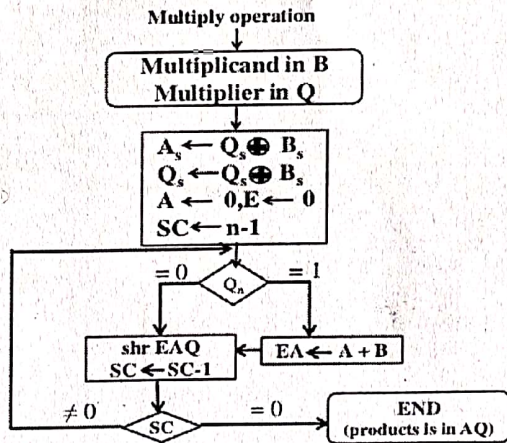 Multiply operation
Multiplicand in B
Multiplier in Q
Aₛ ← Qₛ ⊕ Bₛ
Qₛ ← Qₛ ⊕ Bₛ
A ← 0,E ← 0
SC ← n-1
= 0
= 1
Qₙ
shr EAQ
SC ← SC-1
EA ← A + B
≠ 0
SC
= 0
END
(products is in AQ)